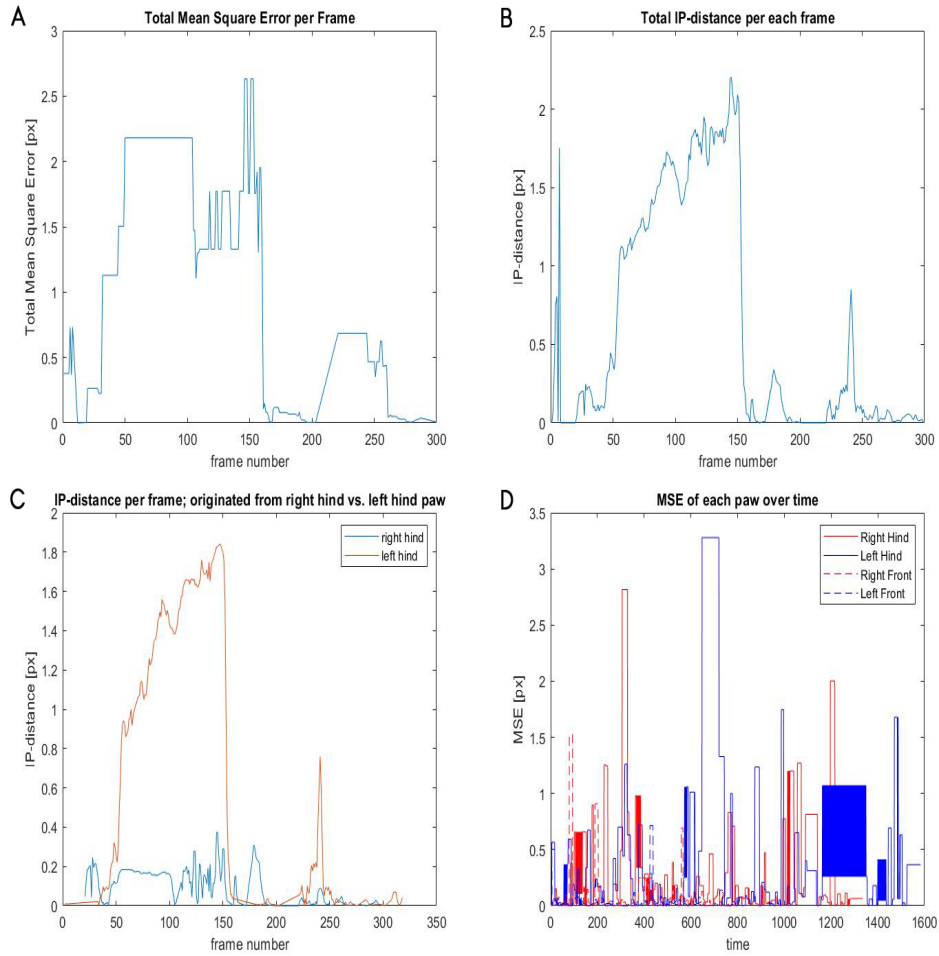 A
Total Mean Square Error per Frame
3
2.5
2
1.5
1
0.5
0
Total Mean Square Error [px]
0 50 100 150 200 250 300
frame number
B
Total IP-distance per each frame
2.5
2
1.5
1
0.5
0
IP-distance [px]
0 50 100 150 200 250 300
frame number
C
IP-distance per frame; originated from right hind vs. left hind paw
2
1.8
1.6
1.4
1.2
1
0.8
0.6
0.4
0.2
0
IP-distance [px]
right hind
left hind
0 50 100 150 200 250 300 350
frame number
D
MSE of each paw over time
3.5
3
2.5
2
1.5
1
0.5
0
MSE [px]
Right Hind
Left Hind
Right Front
Left Front
0 200 400 600 800 1000 1200 1400 1600
time